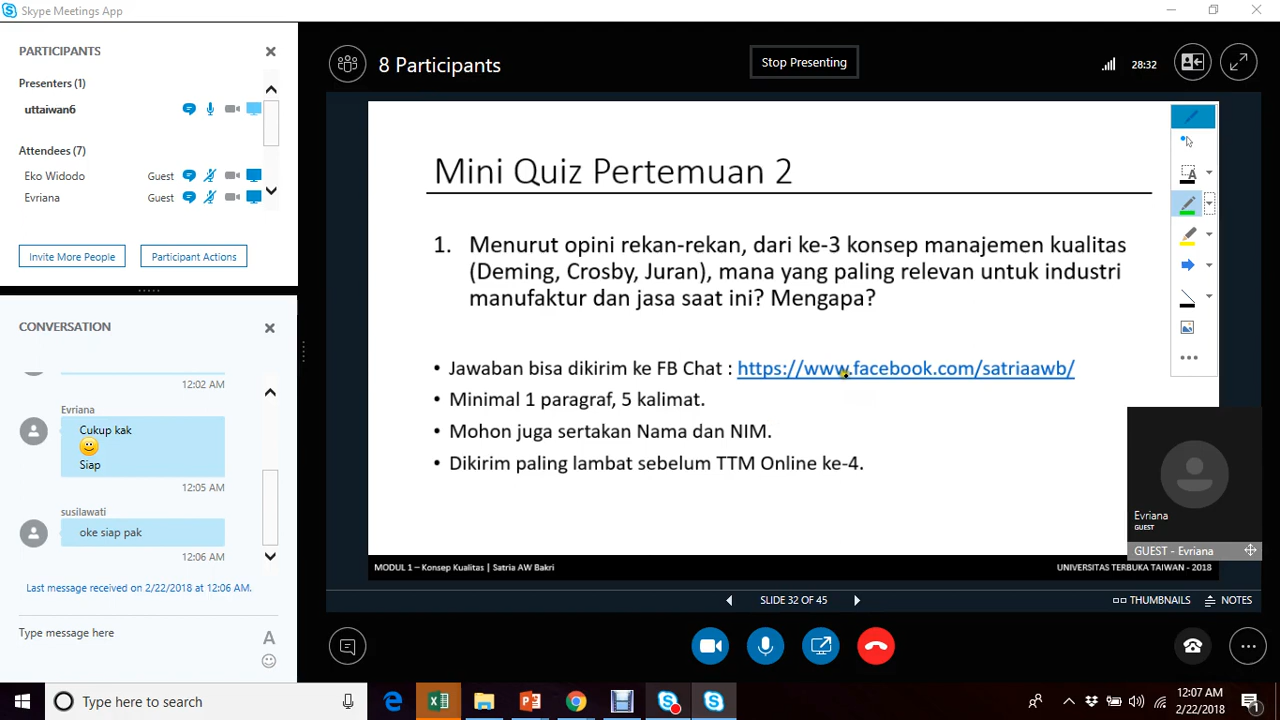 Skype Meetings App
PARTICIPANTS
Presenters (1)
uttaiwan6
Attendees (7)
Eko Widodo Guest
Evriana Guest
Invite More People Participant Actions
CONVERSATION
12:02 AM
Evriana
Cukup kak
Siap
12:05 AM
susilawati
oke siap pak
12:06 AM
Last message received on 2/22/2018 at 12:06 AM.
Type message here
A
8 Participants
Stop Presenting
28:32
Mini Quiz Pertemuan 2
1. Menurut opini rekan-rekan, dari ke-3 konsep manajemen kualitas
(Deming, Crosby, Juran), mana yang paling relevan untuk industri
manufaktur dan jasa saat ini? Mengapa?
• Jawaban bisa dikirim ke FB Chat : https://www.facebook.com/satriaawb/
• Minimal 1 paragraf, 5 kalimat.
• Mohon juga sertakan Nama dan NIM.
• Dikirim paling lambat sebelum TTM Online ke-4.
MODUL 1 – Konsep Kualitas | Satria AW Bakri
UNIVERSITAS TERBUKA TAIWAN - 2018
A
Evriana
GUEST
GUEST - Evriana
SLIDE 32 OF 45
THUMBNAILS
NOTES
Type here to search
12:07 AM
2/22/2018
1